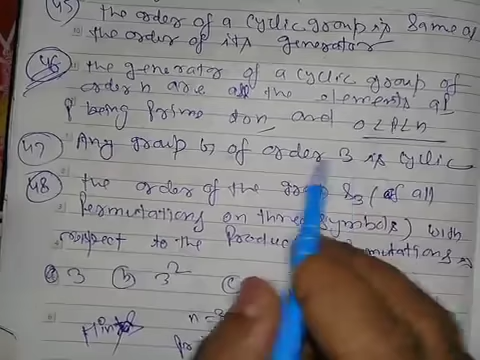 45 the order of a cyclic group is same as
the order of its generator
46 the generator of a cyclic group of
order n are all the elements aP
P being Prime to n and 0<P<n
47 Any group G of order 3 is cyclic
48 the order of the group S3 (of all
permutations on three symbols) with
respect to the Produc
(a) 3 (b) 3^2 (c
Hint